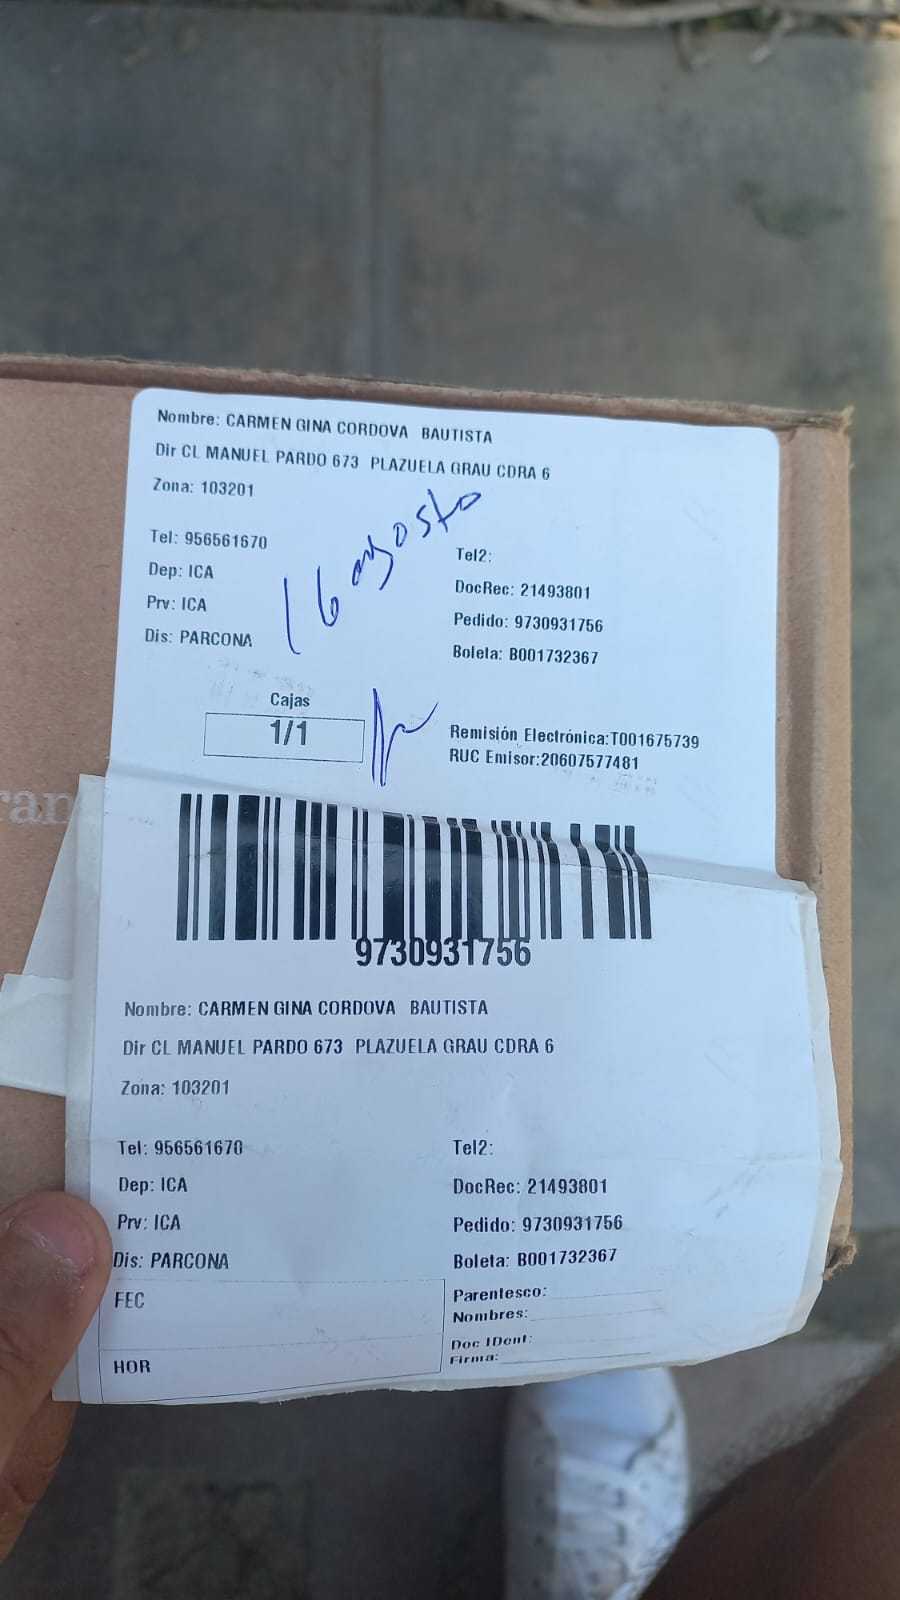 Nombre: CARMEN GINA CORDOVA BAUTISTA
Dir CL MANUEL PARDO 673 PLAZUELA GRAU CDRA 6
Zona: 103201
16 agosto
Tel: 956561670
Tel2:
Dep: ICA
DocRec: 21493801
Prv: ICA
Pedido: 9730931756
Dis: PARCONA
Boleta: B001732367
Cajas
1/1
Remisión Electrónica:T001675739
RUC Emisor:20607577481
ran
9730931756
Nombre: CARMEN GINA CORDOVA BAUTISTA
Dir CL MANUEL PARDO 673 PLAZUELA GRAU CDRA 6
Zona: 103201
Tel: 956561670
Tel2:
Dep: ICA
DocRec: 21493801
Prv: ICA
Pedido: 9730931756
Dis: PARCONA
Boleta: B001732367
FEC
Parentesco:
Nombres:
Doc IDent:
Firma:
HOR